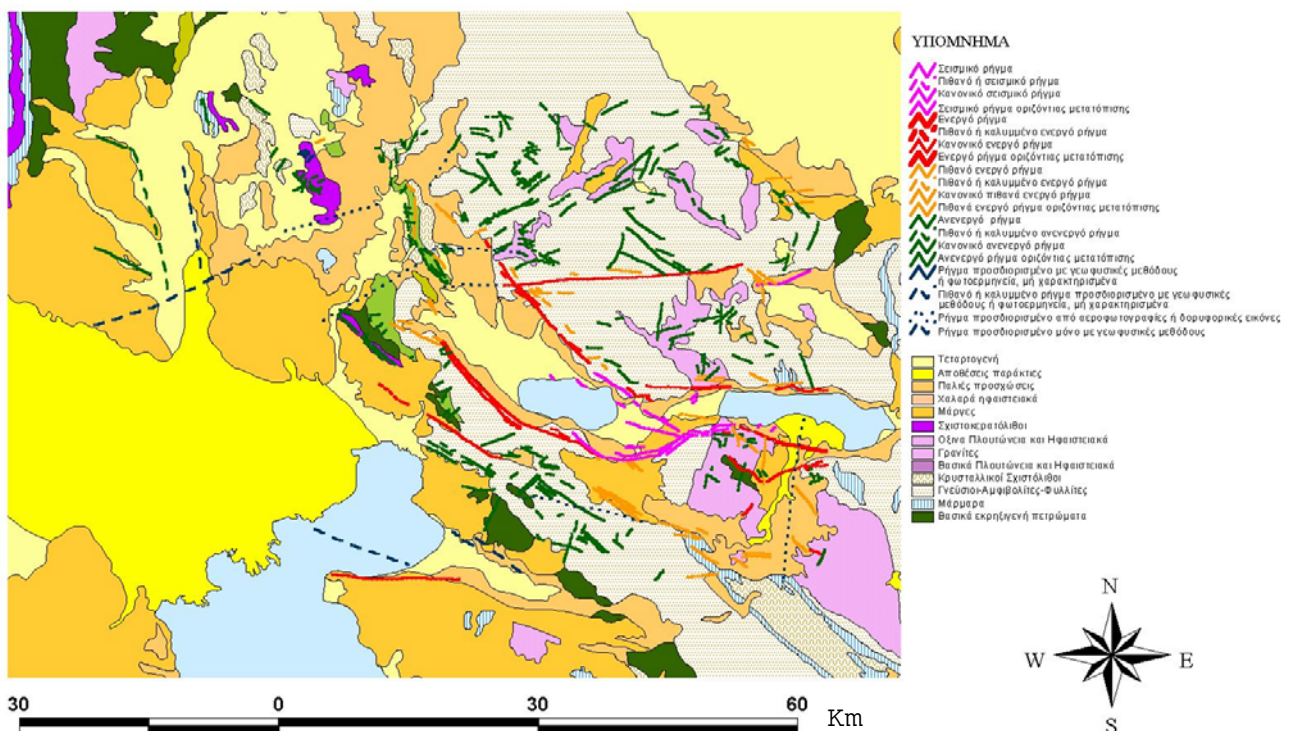 ΥΠΟΜΝΗΜΑ
Σεισμικό ρήγμα
Πιθανό ή σεισμικό ρήγμα
Κανονικό σεισμικό ρήγμα
Σεισμικό ρήγμα οριζόντιας μετατόπισης
Ενεργό ρήγμα
Πιθανό ή καλυμμένο ενεργό ρήγμα
Κανονικό ενεργό ρήγμα
Ενεργό ρήγμα οριζόντιας μετατόπισης
Πιθανό ενεργό ρήγμα
Πιθανό ή καλυμμένο ενεργό ρήγμα
Κανονικό πιθανά ενεργό ρήγμα
Πιθανά ενεργό ρήγμα οριζόντιας μετατόπισης
Ανενεργό ρήγμα
Πιθανό ή καλυμμένο ανενεργό ρήγμα
Κανονικό ανενεργό ρήγμα
Ανενεργό ρήγμα οριζόντιας μετατόπισης
Ρήγμα προσδιορισμένο με γεωφυσικές μεθόδους
ή φωτοερμηνεία, μή χαρακτηρισμένα
Πιθανό ή καλυμμένο ρήγμα προσδιορισμένο με γεωφυσικές
μεθόδους ή φωτοερμηνεία, μή χαρακτηρισμένα
Ρήγμα προσδιορισμένο από αεροφωτογραφίες ή δορυφορικές εικόνες
Ρήγμα προσδιορισμένο μόνο με γεωφυσικές μεθόδους
Τεταρτογενή
Αποθέσεις παράκτιες
Παλιές προσχώσεις
Χαλαρά ηφαιστειακά
Μάργες
Σχιστοκερατόλιθοι
Οξινα Πλουτώνεια και Ηφαιστειακά
Γρανίτες
Βασικά Πλουτώνεια και Ηφαιστειακά
Κρυσταλλικοί Σχιστόλιθοι
Γνεύσιοι-Αμφιβολίτες-Φυλλίτες
Μάρμαρα
Βασικά εκρηξιγενή πετρώματα
N
W E
S
30 0 30 60 Km